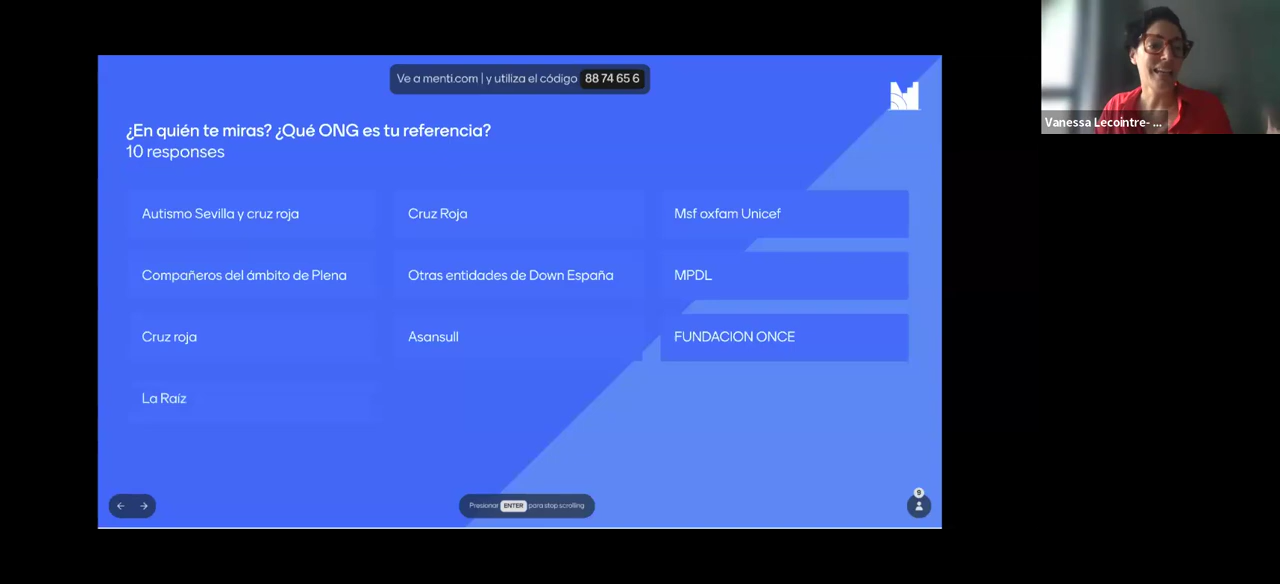 Ve a menti.com | y utiliza el código 88 74 65 6
¿En quién te miras? ¿Qué ONG es tu referencia?
10 responses
Autismo Sevilla y cruz roja
Cruz Roja
Msf oxfam Unicef
Compañeros del ámbito de Plena
Otras entidades de Down España
MPDL
Cruz roja
Asansull
FUNDACION ONCE
La Raíz
Presionar ENTER para stop scrolling
9
Vanessa Lecointre- ...